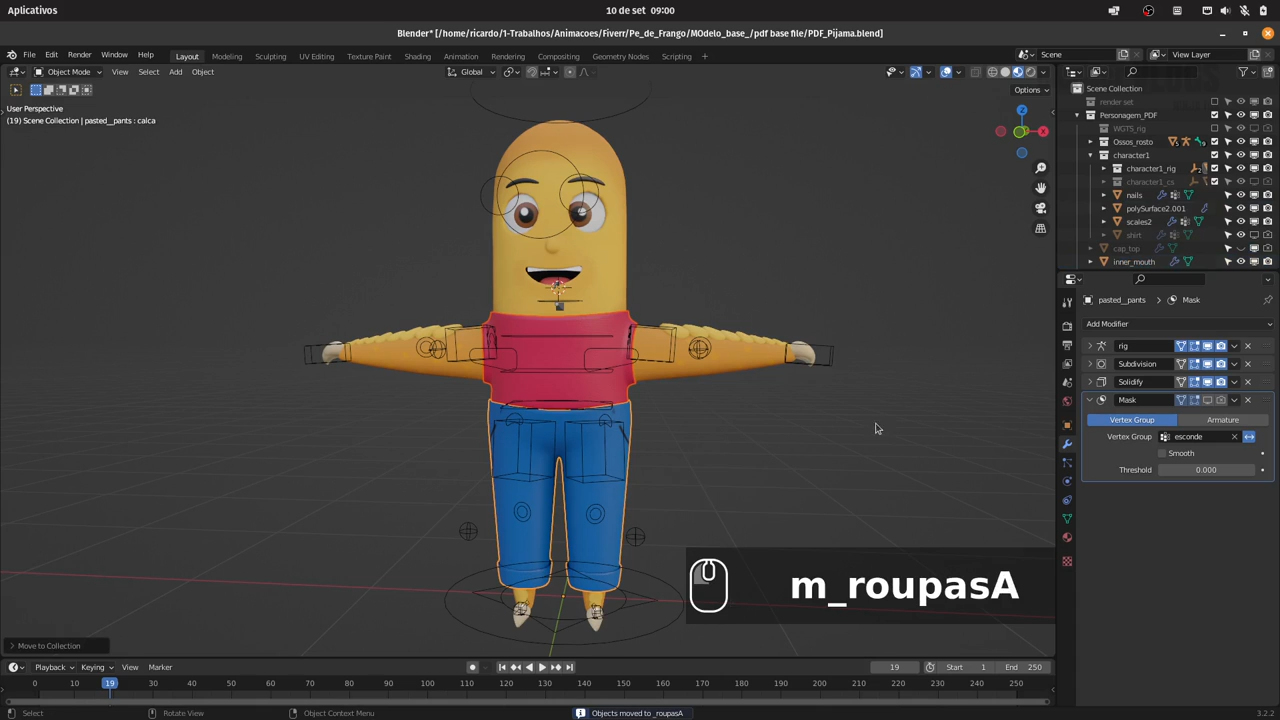 Aplicativos
10 de set 09:00
Blender* [/home/ricardo/1-Trabalhos/Animacoes/Fiverr/Pe_de_Frango/MOdelo_base_/pdf base file/PDF_Pijama.blend]
File Edit Render Window Help Layout Modeling Sculpting UV Editing Texture Paint Shading Animation Rendering Compositing Geometry Nodes Scripting + Scene View Layer
Object Mode View Select Add Object Global
Options
User Perspective
(19) Scene Collection | pasted__pants : calca
Z
X
Scene Collection
render set
Personagem_PDF
WGTS_rig
Ossos_rosto
character1
character1_rig
character1_cs
nails
polySurface2.001
scales2
shirt
cap_top
inner_mouth
pasted__pants > Mask
Add Modifier
rig
Subdivision
Solidify
Mask
Vertex Group Armature
Vertex Group esconde
Smooth
Threshold 0.000
m_roupasA
Move to Collection
Playback Keying View Marker 19 Start 1 End 250
0 10 19 30 40 50 60 70 80 90 100 110 120 130 140 150 160 170 180 190 200 210 220 230 240 250
Select Rotate View Object Context Menu Objects moved to _roupasA 3.2.2